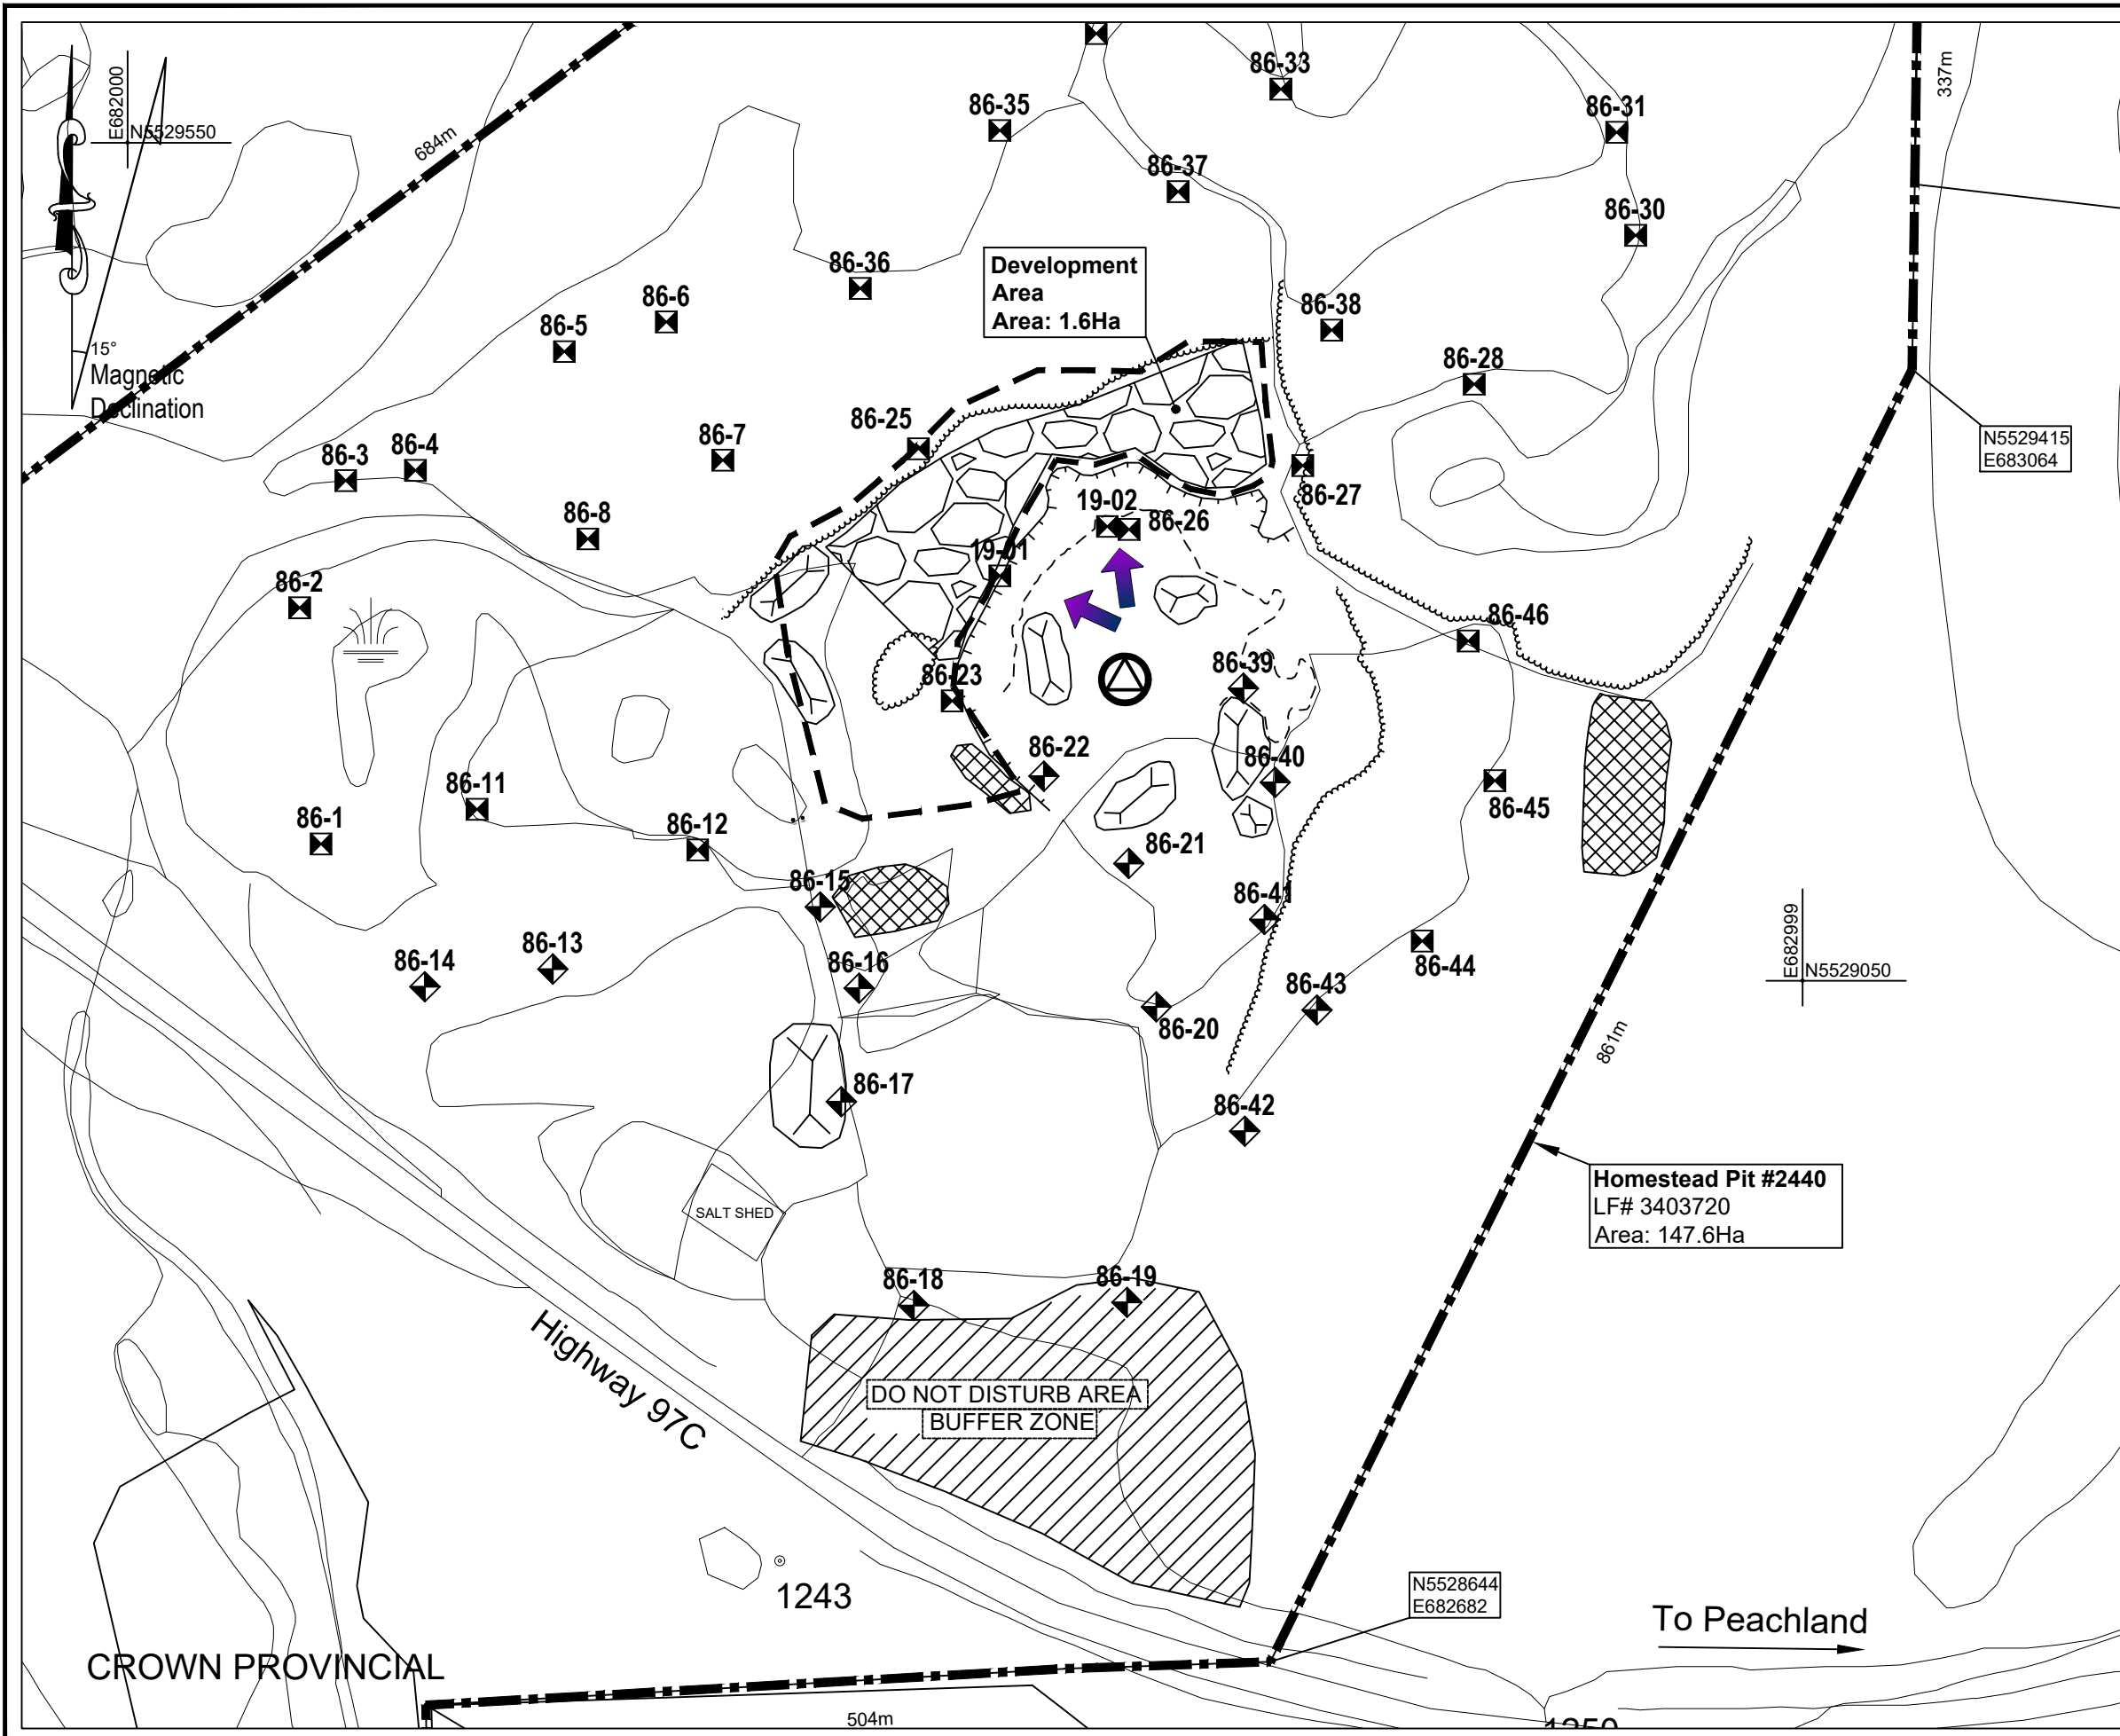 E682000
N5529550
684m
86-33
86-35
86-31
337m
86-37
86-30
Development
Area
Area: 1.6Ha
86-36
86-6
86-5
86-38
86-28
15°
Magnetic
Declination
86-25
86-7
86-3
86-4
N5529415
E683064
86-27
86-8
19-02
86-26
19-01
86-2
86-46
86-39
86-23
86-22
86-40
86-11
86-1
86-12
86-45
86-21
86-15
86-41
86-14
86-13
86-16
86-44
E682999
N5529050
86-43
86-20
861m
86-17
86-42
Homestead Pit #2440
LF# 3403720
Area: 147.6Ha
SALT SHED
86-18
86-19
Highway 97C
DO NOT DISTURB AREA
BUFFER ZONE
1243
N5528644
E682682
To Peachland
CROWN PROVINCIAL
504m
1250